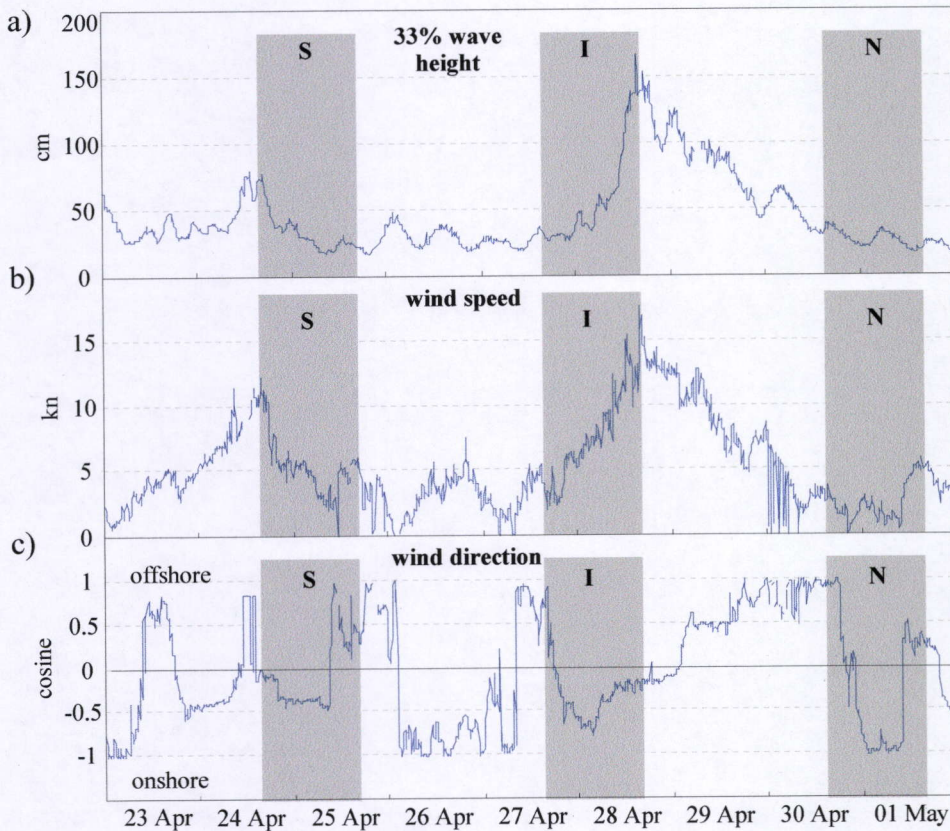 a)
200
150
100
50
0
cm
S
33% wave
height
I
N
b)
15
10
5
0
kn
S
wind speed
I
N
c)
1
0.5
0
-0.5
-1
cosine
offshore
onshore
S
wind direction
I
N
23 Apr 24 Apr 25 Apr 26 Apr 27 Apr 28 Apr 29 Apr 30 Apr 01 May